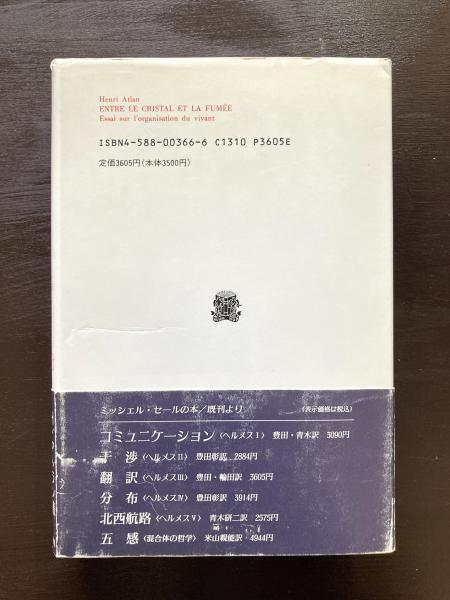 Henri Atlan
ENTRE LE CRISTAL ET LA FUMÉE
Essai sur l'organisation du vivant
ISBN4-588-00366-6 C1310 P3605E
定価3605円(本体3500円)
ミッシェル・セールの本/既刊より (表示価格は税込)
コミュニケーション〈ヘルメスⅠ〉 豊田・青木訳 3090円
干渉〈ヘルメスⅡ〉 豊田彰訳 2884円
翻訳〈ヘルメスⅢ〉 豊田・輪田訳 3605円
分布〈ヘルメスⅣ〉 豊田彰訳 3914円
北西航路〈ヘルメスⅤ〉 青木研二訳 2575円
五感〈混合体の哲学〉 米山親能訳 4944円